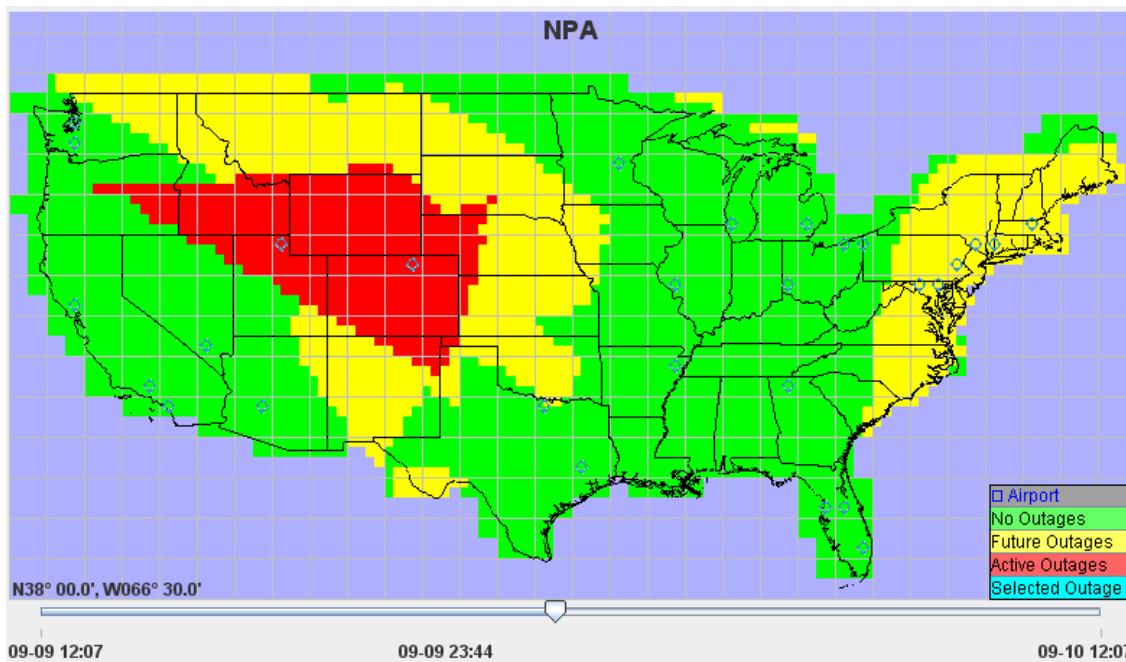 NPA
Airport
No Outages
Future Outages
Active Outages
Selected Outage
N38° 00.0', W066° 30.0'
09-09 12:07
09-09 23:44
09-10 12:07